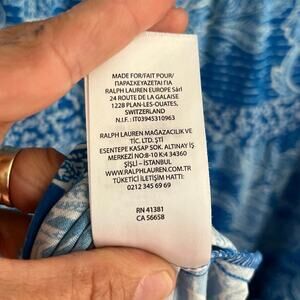 MADE FOR/FAIT POUR/
ΠΑΡΑΣΚΕΥΑΖΕΤΑΙ ΓΙΑ
RALPH LAUREN EUROPE Sàrl
24 ROUTE DE LA GALAISE
1228 PLAN-LES-OUATES,
SWITZERLAND
N.I.F.: IT03945310963
RALPH LAUREN MAĞAZACILIK VE
TİC. LTD. ŞTİ
ESENTEPE KASAP SOK. ALTINAY İŞ
MERKEZİ NO:8-10 K:4 34360
ŞİŞLİ – İSTANBUL
WWW.RALPHLAUREN.COM
TÜKETİCİ İLETİŞİM HATTI:
0212 345 69 69
RN 41381
CA 56658